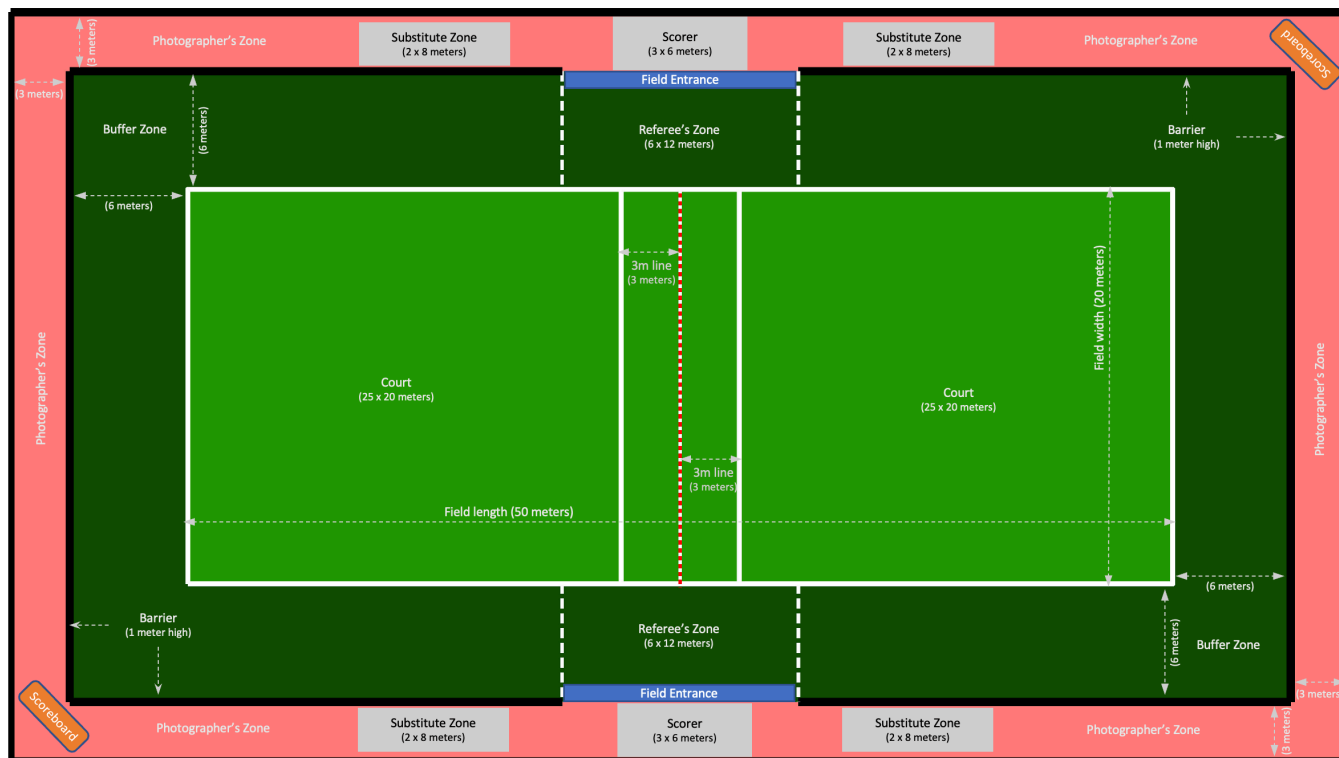 Photographer's Zone
Substitute Zone
(2 x 8 meters)
Scorer
(3 x 6 meters)
Substitute Zone
(2 x 8 meters)
Photographer's Zone
Scoreboard
(3 meters)
(3 meters)
Field Entrance
Buffer Zone
(6 meters)
Referee's Zone
(6 x 12 meters)
Barrier
(1 meter high)
(6 meters)
3m line
(3 meters)
Field width (20 meters)
Photographer's Zone
Court
(25 x 20 meters)
Court
(25 x 20 meters)
Photographer's Zone
3m line
(3 meters)
Field length (50 meters)
(6 meters)
Barrier
(1 meter high)
Referee's Zone
(6 x 12 meters)
(6 meters)
Buffer Zone
Field Entrance
(3 meters)
Scoreboard
Photographer's Zone
Substitute Zone
(2 x 8 meters)
Scorer
(3 x 6 meters)
Substitute Zone
(2 x 8 meters)
Photographer's Zone
(3 meters)